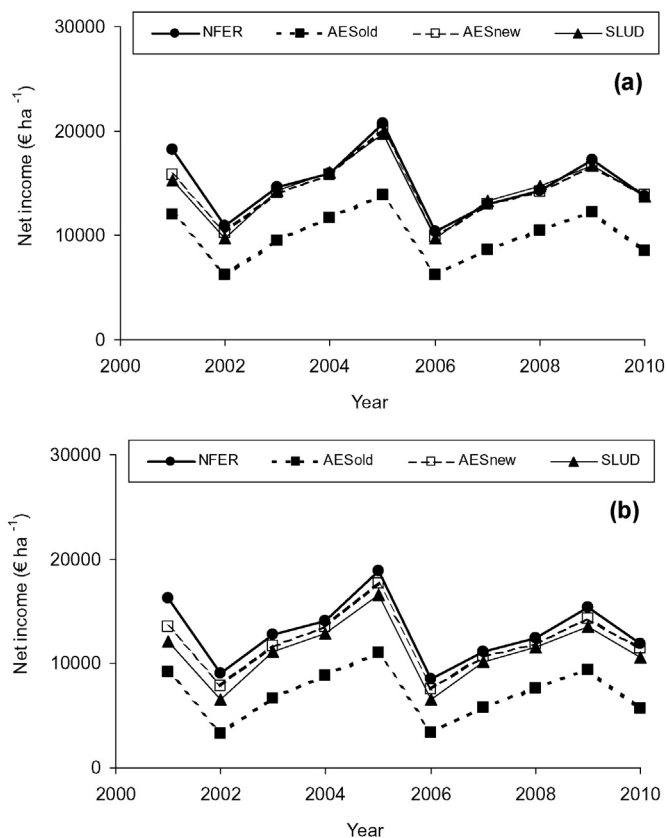 30000
NFER AESold AESnew SLUD
(a)
20000
Net income (€ ha -1)
10000
0
2000 2002 2004 2006 2008 2010
Year
30000
NFER AESold AESnew SLUD
(b)
20000
Net income (€ ha -1)
10000
0
2000 2002 2004 2006 2008 2010
Year